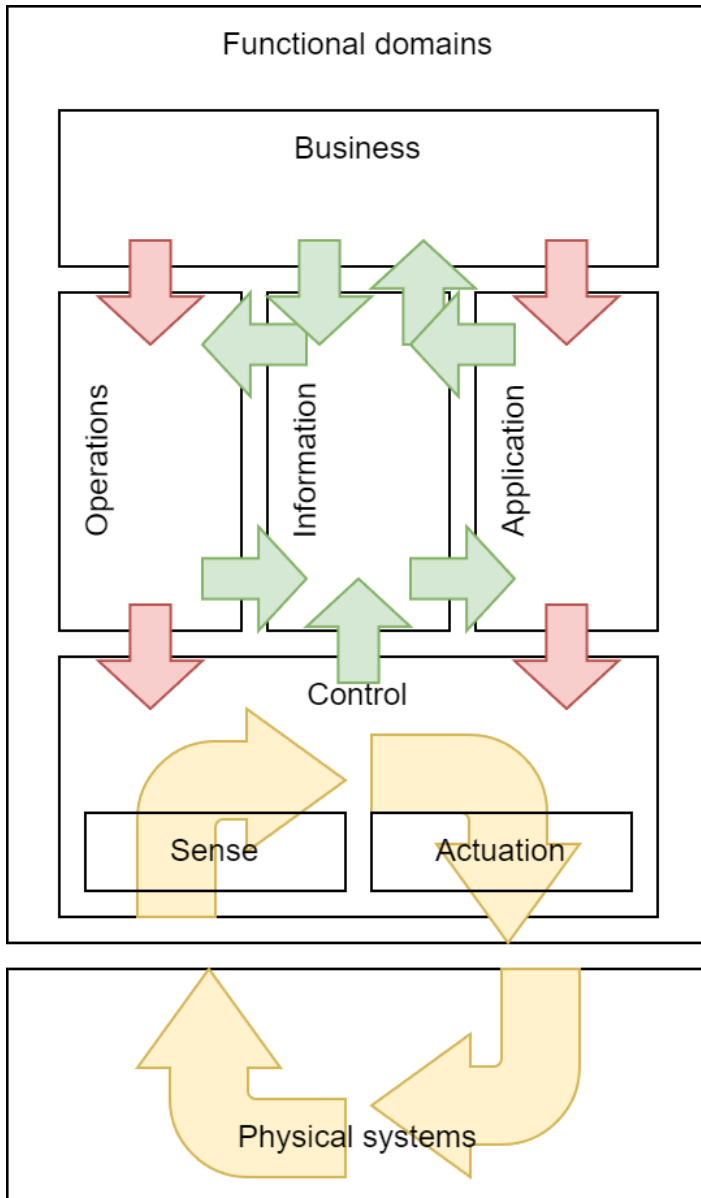 Functional domains
Business
Operations
Information
Application
Control
Sense
Actuation
Physical systems